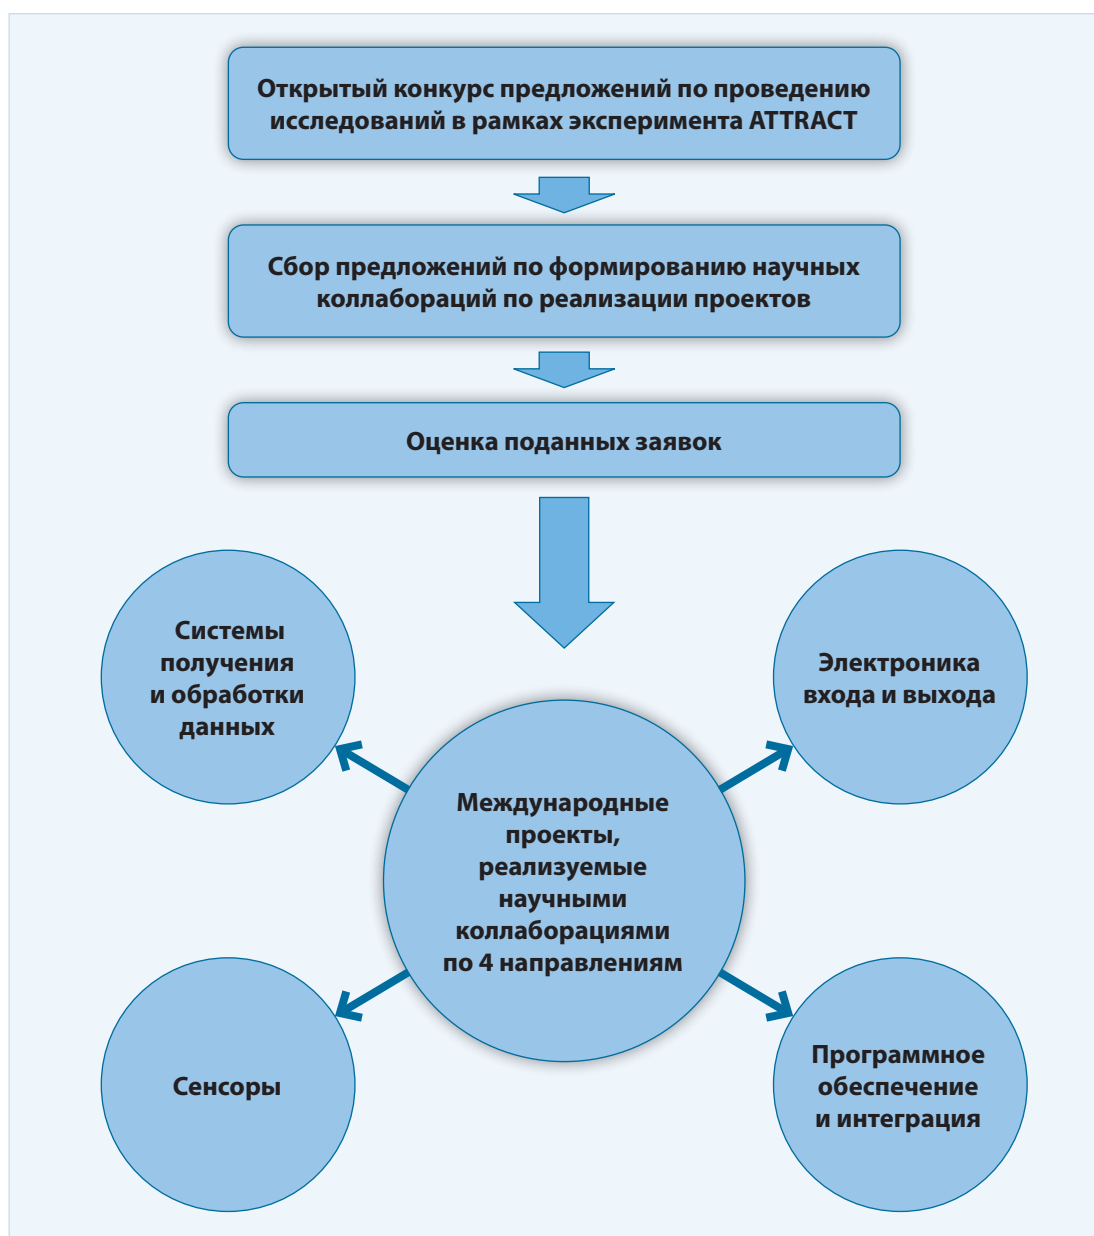 Открытый конкурс предложений по проведению
исследований в рамках эксперимента ATTRACT
Сбор предложений по формированию научных
коллабораций по реализации проектов
Оценка поданных заявок
Системы
получения
и обработки
данных
Электроника
входа и выхода
Международные
проекты,
реализуемые
научными
коллаборациями
по 4 направлениям
Сенсоры
Программное
обеспечение
и интеграция